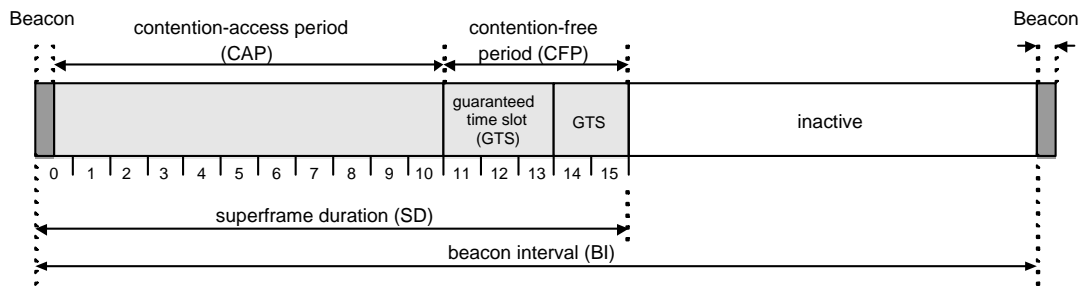 Beacon
contention-access period
(CAP)
contention-free
period (CFP)
Beacon
guaranteed
time slot
(GTS)
GTS
inactive
0 1 2 3 4 5 6 7 8 9 10 11 12 13 14 15
superframe duration (SD)
beacon interval (BI)